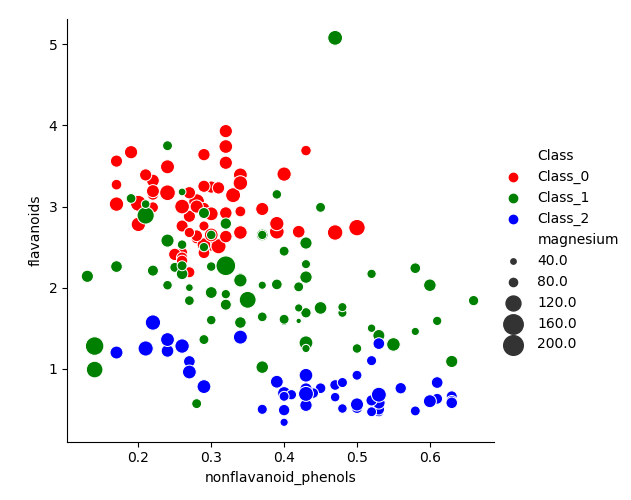 5
4
3
2
1
flavanoids
0.2 0.3 0.4 0.5 0.6
nonflavanoid_phenols
Class
Class_0
Class_1
Class_2
magnesium
40.0
80.0
120.0
160.0
200.0